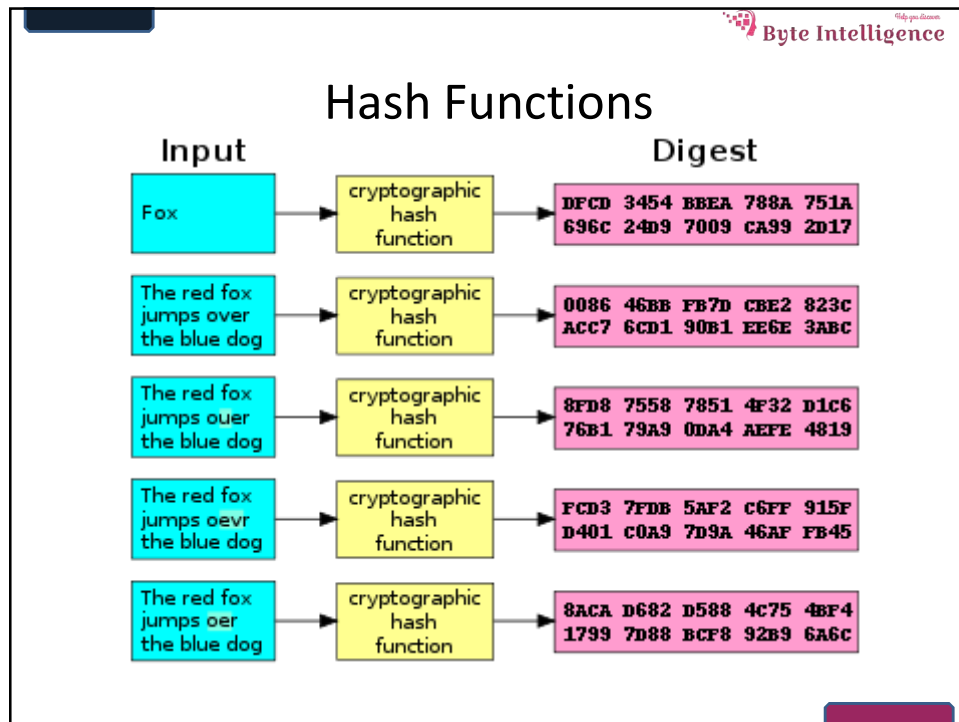 Help you discover
Byte Intelligence
Hash Functions
Input
Digest
Fox
cryptographic
hash
function
DFCD 3454 BBEA 788A 751A
696C 24D9 7009 CA99 2D17
The red fox
jumps over
the blue dog
cryptographic
hash
function
0086 46BB FB7D CBE2 823C
ACC7 6CD1 90B1 EE6E 3ABC
The red fox
jumps ouer
the blue dog
cryptographic
hash
function
8FD8 7558 7851 4F32 D1C6
76B1 79A9 0DA4 AEFE 4819
The red fox
jumps oevr
the blue dog
cryptographic
hash
function
FCD3 7FDB 5AF2 C6FF 915F
D401 C0A9 7D9A 46AF FB45
The red fox
jumps oer
the blue dog
cryptographic
hash
function
8ACA D682 D588 4C75 4BF4
1799 7D88 BCF8 92B9 6A6C